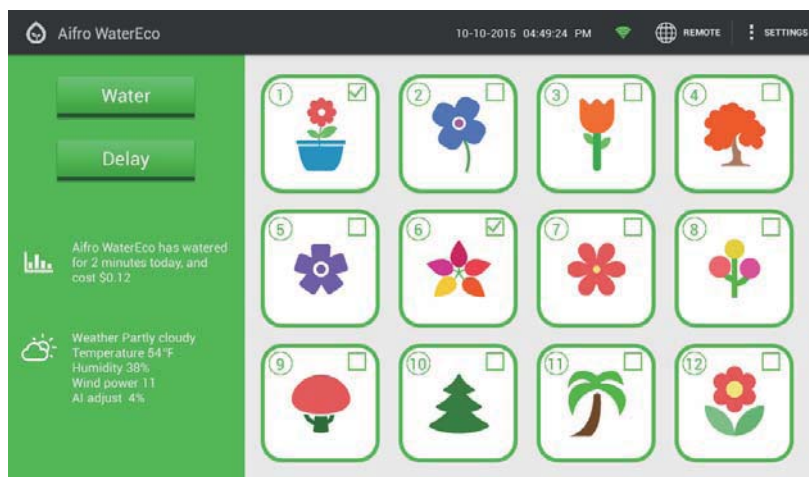 Aifro WaterEco
10-10-2015 04:49:24 PM
REMOTE
SETTINGS
Water
Delay
Aifro WaterEco has watered
for 2 minutes today, and
cost $0.12
Weather Partly cloudy
Temperature 54°F
Humidity 38%
Wind power 11
AI adjust 4%
1
2
3
4
5
6
7
8
9
10
11
12